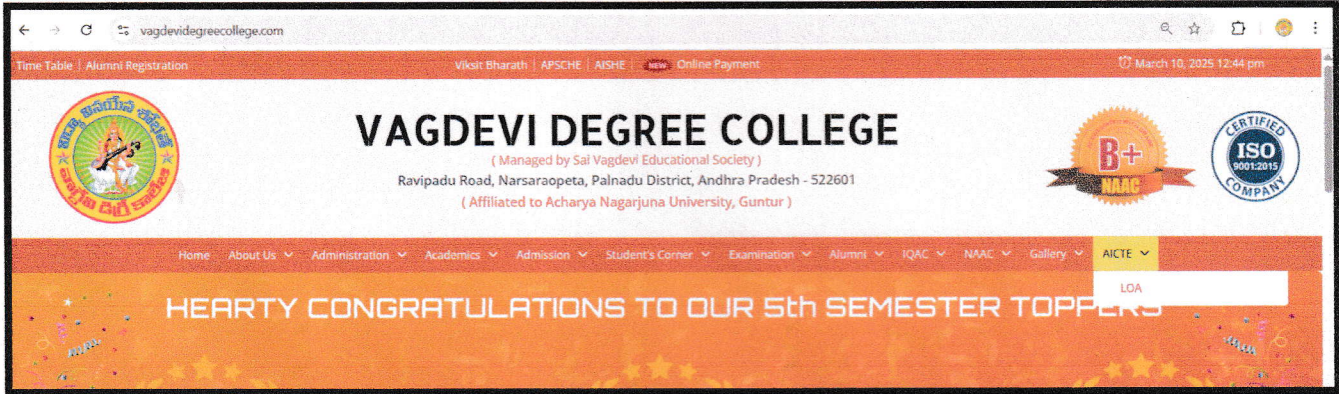 vagdevidegreecollege.com
Time Table | Alumni Registration
Viksit Bharath | APSCHE | AISHE | NEW Online Payment
March 10, 2025 12:44 pm
విద్యా వినయేన శోభతే
వాగ్దేవి డిగ్రీ కాలేజి
VAGDEVI DEGREE COLLEGE
( Managed by Sai Vagdevi Educational Society )
Ravipadu Road, Narsaraopeta, Palnadu District, Andhra Pradesh - 522601
( Affiliated to Acharya Nagarjuna University, Guntur )
B+
NAAC
CERTIFIED
ISO
9001:2015
COMPANY
Home About Us Administration Academics Admission Student's Corner Examination Alumni IQAC NAAC Gallery AICTE
LOA
HEARTY CONGRATULATIONS TO OUR 5th SEMESTER TOPPERS